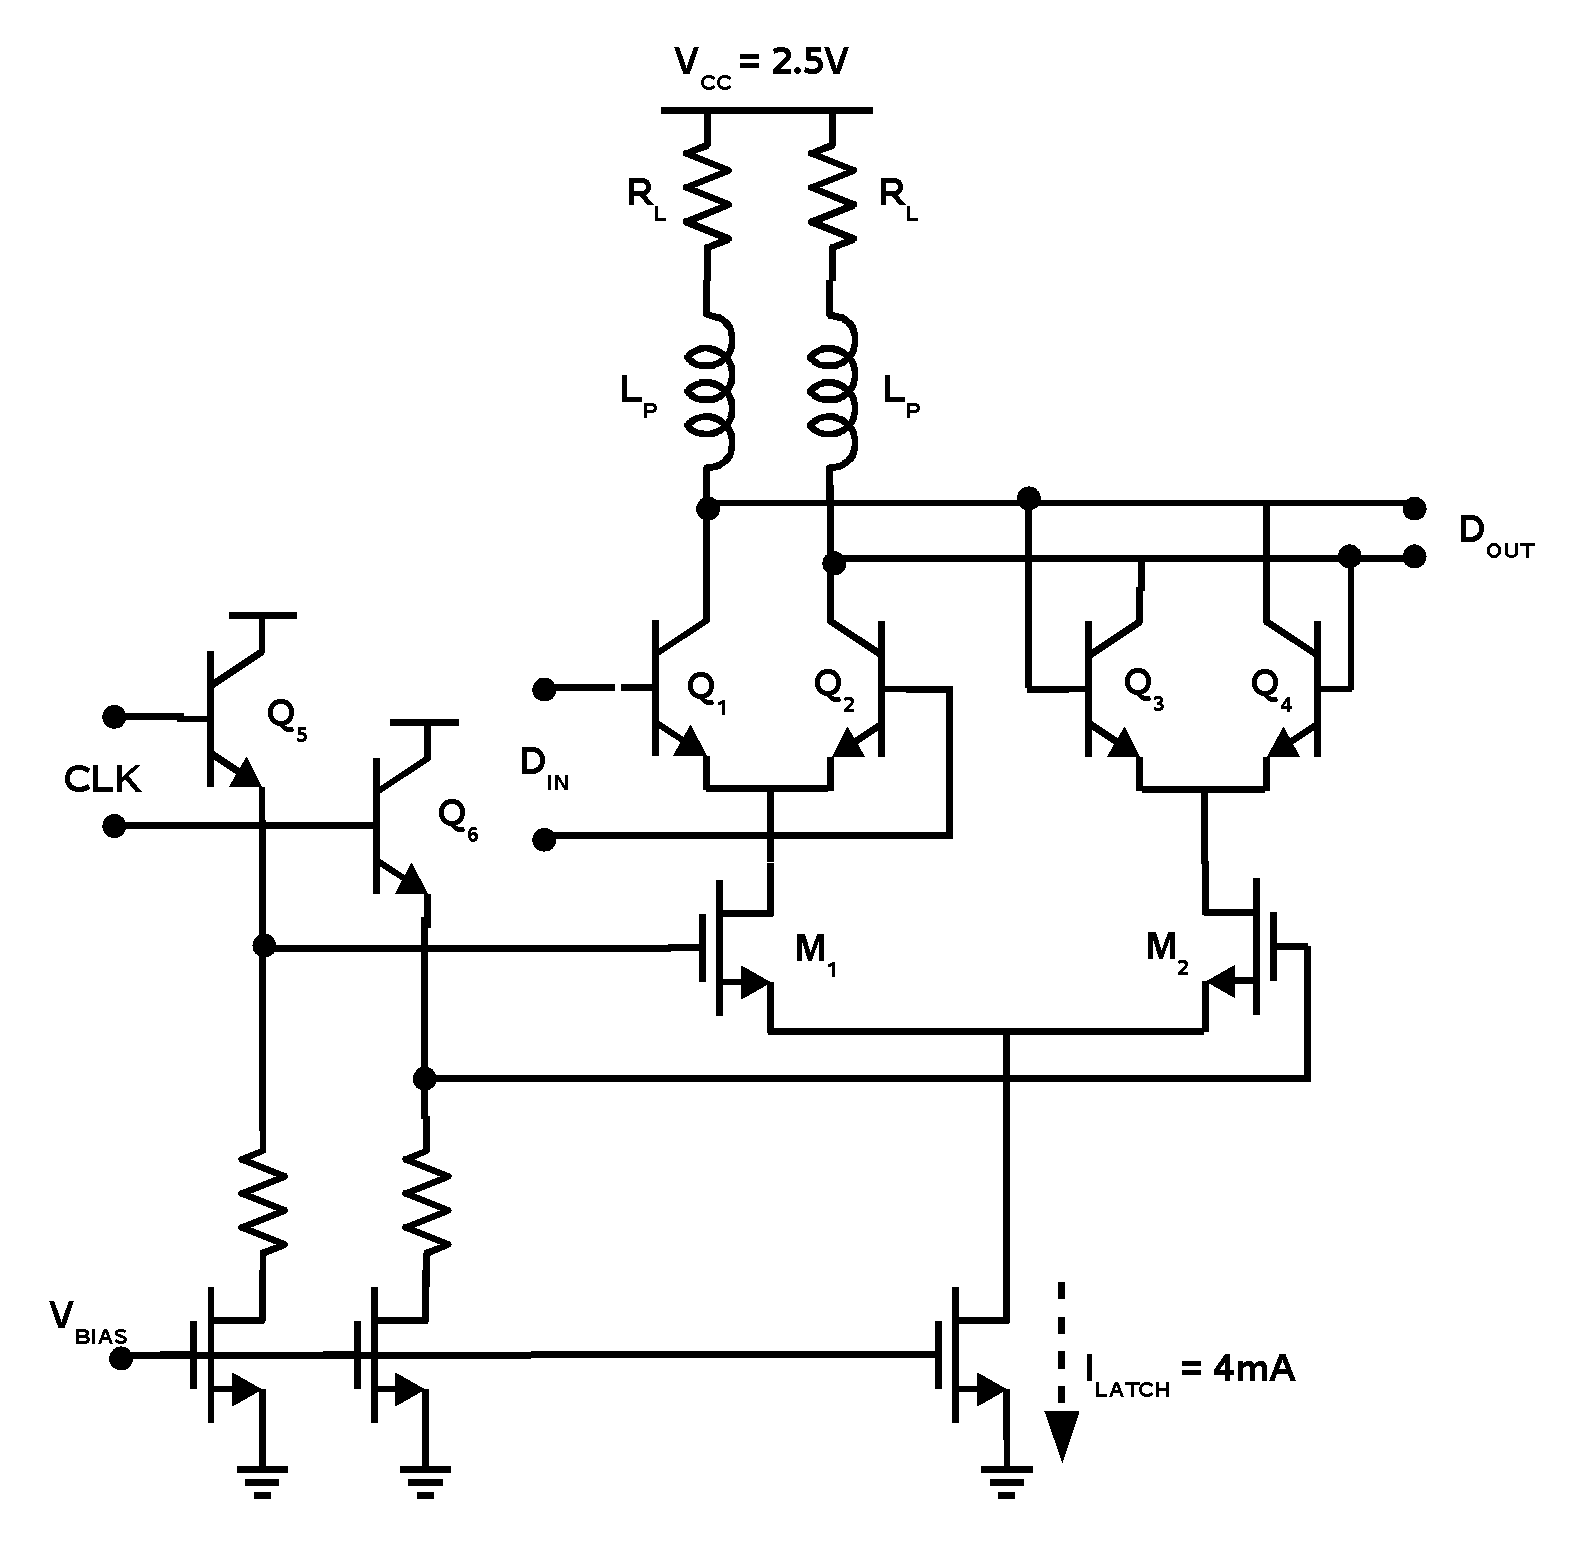 VCC = 2.5V
RL RL
LP LP
DOUT
Q1 Q2 Q3 Q4
Q5
DIN
CLK
Q6
M1 M2
VBIAS
ILATCH = 4mA